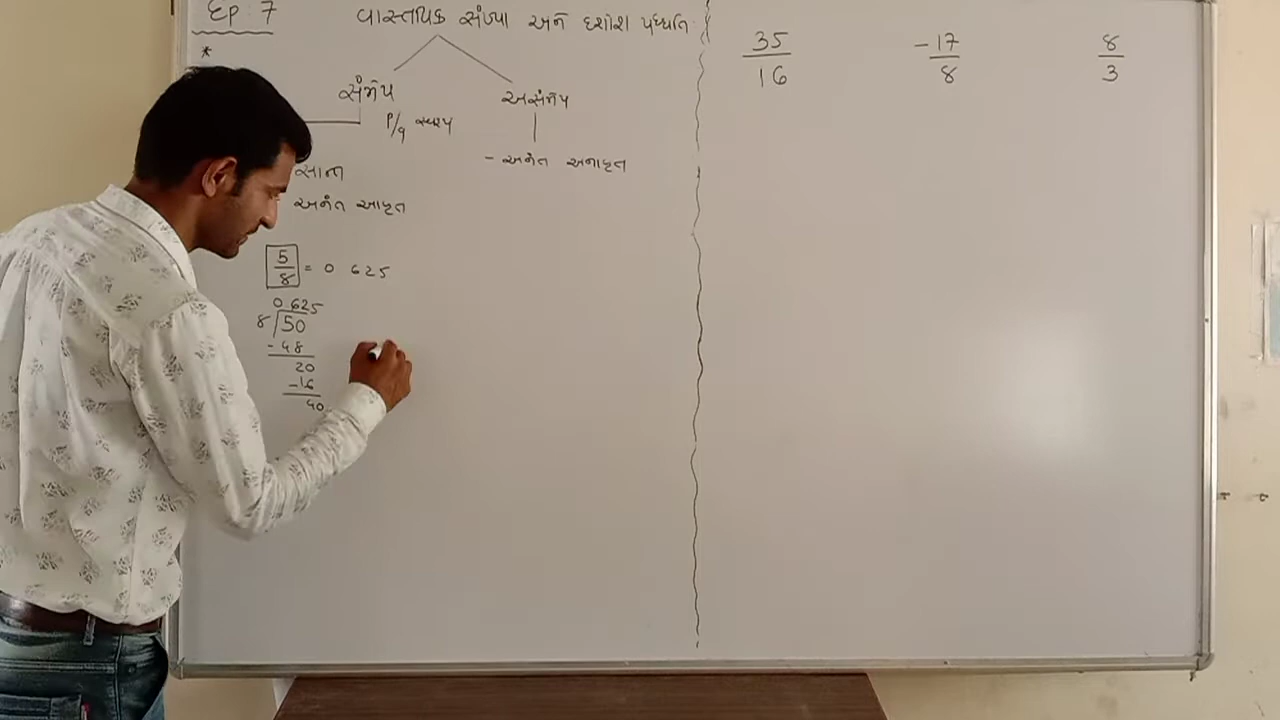 Ep. 7
વાસ્તવિક સંખ્યા અને દશાંશ પધ્ધતિ
*
સંમેય
અસંમેય
P/q સ્વરૂપ
- અનંત અનાવૃત
સાન્ત
અનંત આવૃત
5/8 = 0 625
0 625
8 /50
- 48
20
-16
40
35/16
-17/8
8/3